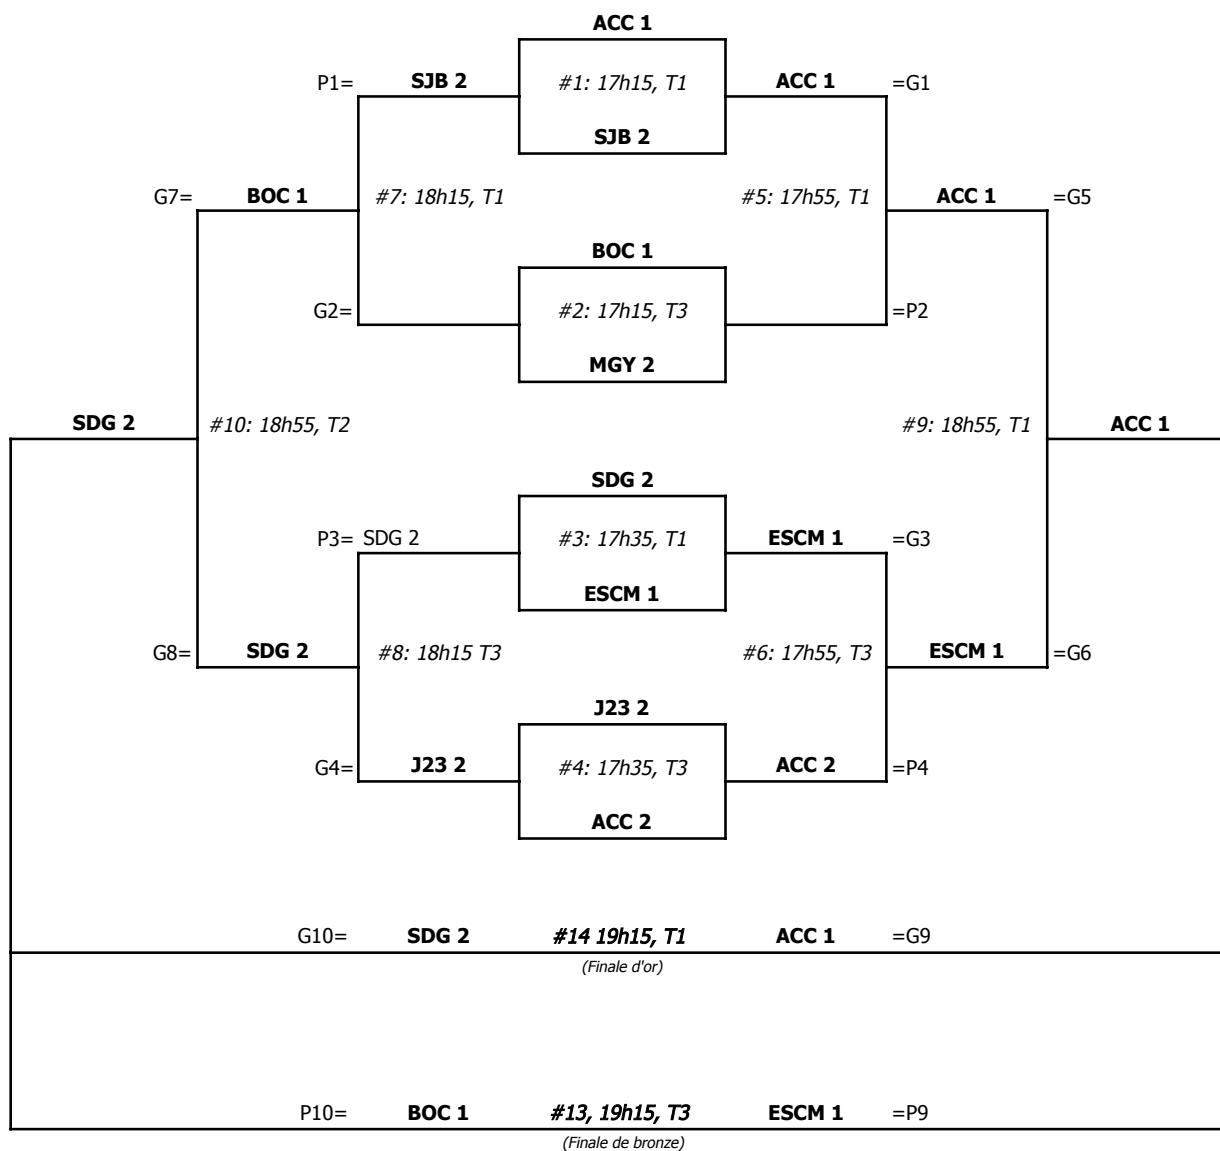 ACC 1
P1= SJB 2 #1: 17h15, T1 ACC 1 =G1
SJB 2
G7= BOC 1 #7: 18h15, T1 #5: 17h55, T1 ACC 1 =G5
BOC 1
G2= #2: 17h15, T3 =P2
MGY 2
SDG 2 #10: 18h55, T2 #9: 18h55, T1 ACC 1
SDG 2
P3= SDG 2 #3: 17h35, T1 ESCM 1 =G3
ESCM 1
G8= SDG 2 #8: 18h15 T3 #6: 17h55, T3 ESCM 1 =G6
J23 2
G4= J23 2 #4: 17h35, T3 ACC 2 =P4
ACC 2
G10= SDG 2 #14 19h15, T1 ACC 1 =G9
(Finale d'or)
P10= BOC 1 #13, 19h15, T3 ESCM 1 =P9
(Finale de bronze)